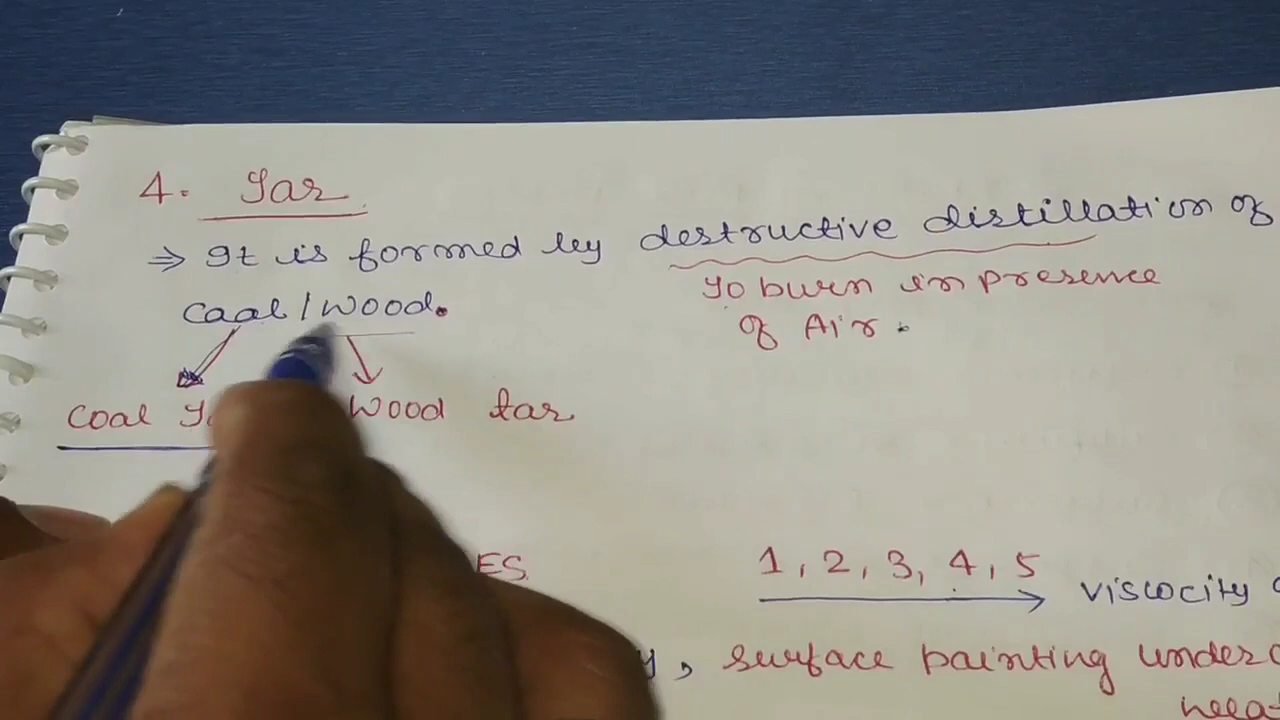 4. Tar
⇒ It is formed by destructive distillation of
Coal / Wood.
To burn in presence
of Air.
Coal Wood tar
ES.
1, 2, 3, 4, 5
viscocity
, surface painting under